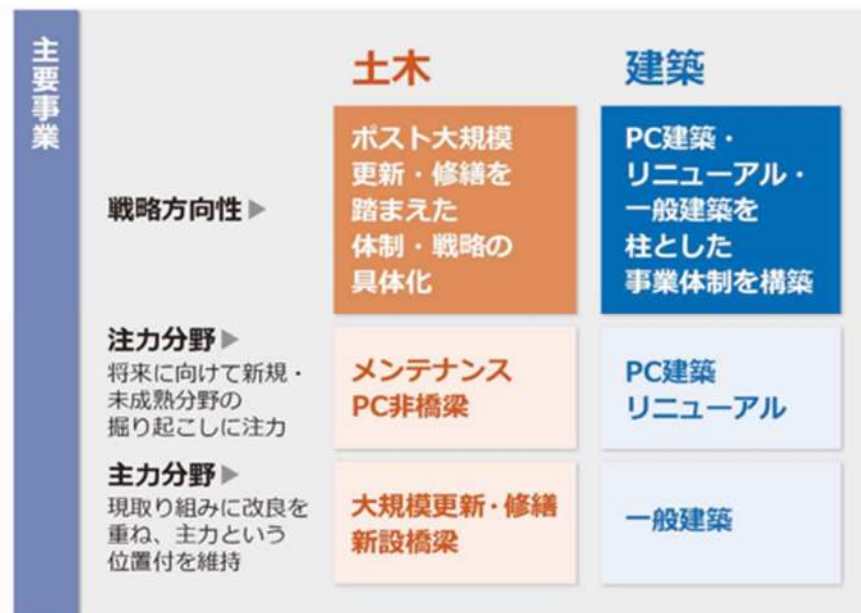 主要事業
土木
建築
戦略方向性▶
ポスト大規模
更新・修繕を
踏まえた
体制・戦略の
具体化
PC建築・
リニューアル・
一般建築を
柱とした
事業体制を構築
注力分野▶
将来に向けて新規・
未成熟分野の
掘り起こしに注力
メンテナンス
PC非橋梁
PC建築
リニューアル
主力分野▶
現取り組みに改良を
重ね、主力という
位置付を維持
大規模更新・修繕
新設橋梁
一般建築